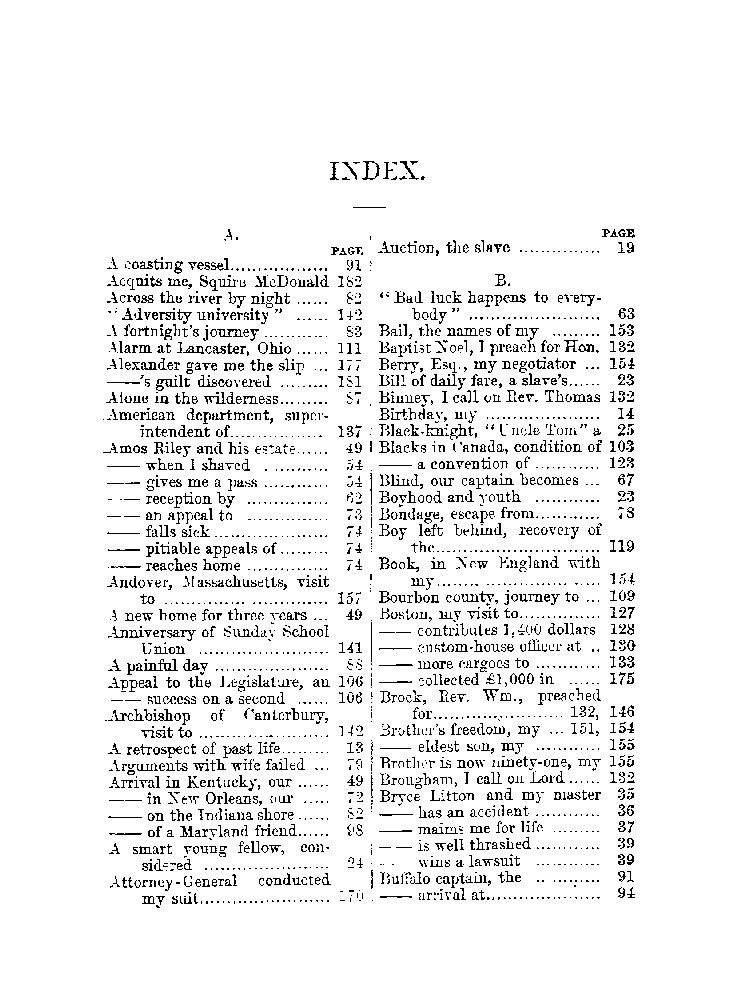 INDEX.
A.
PAGE
A coasting vessel.................. 91
Acquits me, Squire McDonald 182
Across the river by night ...... 82
"Adversity university" ...... 142
A fortnight's journey ............ 83
Alarm at Lancaster, Ohio ...... 111
Alexander gave me the slip ... 177
——'s guilt discovered ......... 181
Alone in the wilderness......... 87
American department, super-
intendent of................. 137
Amos Riley and his estate...... 49
—— when I shaved ............ 54
—— gives me a pass ............ 54
—— reception by ............... 62
—— an appeal to ............... 73
—— falls sick ..................... 74
—— pitiable appeals of ......... 74
—— reaches home ............... 74
Andover, Massachusetts, visit
to .............................. 157
A new home for three years ... 49
Anniversary of Sunday School
Union ........................ 141
A painful day ..................... 88
Appeal to the Legislature, an 106
—— success on a second ...... 106
Archbishop of Canterbury,
visit to ........................ 142
A retrospect of past life......... 13
Arguments with wife failed ... 79
Arrival in Kentucky, our ...... 49
—— in New Orleans, our ..... 72
—— on the Indiana shore ...... 82
—— of a Maryland friend...... 98
A smart young fellow, con-
sidered ....................... 24
Attorney-General conducted
my suit........................ 170
PAGE
Auction, the slave ............... 19
B.
"Bad luck happens to every-
body" ........................ 63
Bail, the names of my ......... 153
Baptist Noel, I preach for Hon. 132
Berry, Esq., my negotiator ... 154
Bill of daily fare, a slave's...... 23
Binney, I call on Rev. Thomas 132
Birthday, my ..................... 14
Black-knight, "Uncle Tom" a 25
Blacks in Canada, condition of 103
—— a convention of ............ 123
Blind, our captain becomes ... 67
Boyhood and youth ............ 23
Bondage, escape from............ 78
Boy left behind, recovery of
the.............................. 119
Book, in New England with
my.............................. 154
Bourbon county, journey to ... 109
Boston, my visit to............... 127
—— contributes 1,400 dollars 128
—— custom-house officer at .. 130
—— more cargoes to ............ 133
—— collected £1,000 in ...... 175
Brock, Rev. Wm., preached
for........................ 132, 146
Brother's freedom, my ... 151, 154
—— eldest son, my ............ 155
Brother is now ninety-one, my 155
Brougham, I call on Lord ...... 132
Bryce Litton and my master 35
—— has an accident ............ 36
—— maims me for life ......... 37
—— is well thrashed ............ 39
—— wins a lawsuit ............ 39
Buffalo captain, the ............ 91
—— arrival at..................... 94